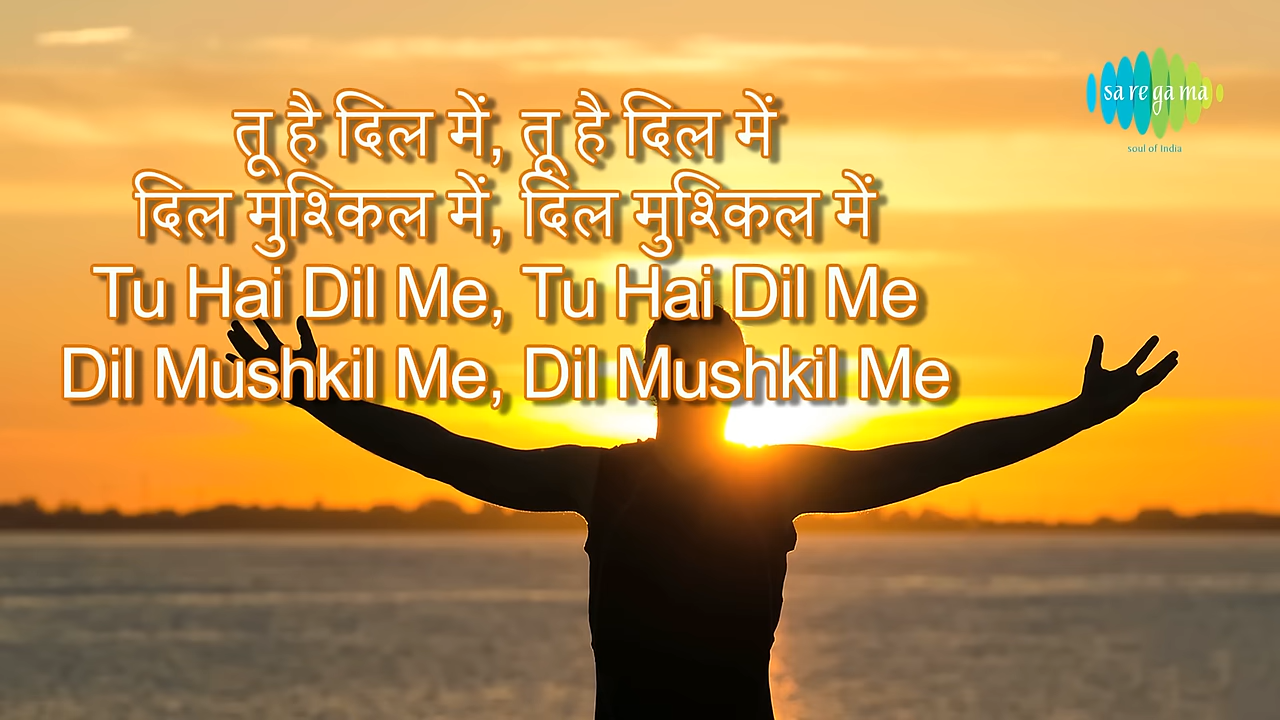 तू है दिल में, तू है दिल में
दिल मुश्किल में, दिल मुश्किल में
Tu Hai Dil Me, Tu Hai Dil Me
Dil Mushkil Me, Dil Mushkil Me
sa re ga ma
soul of India